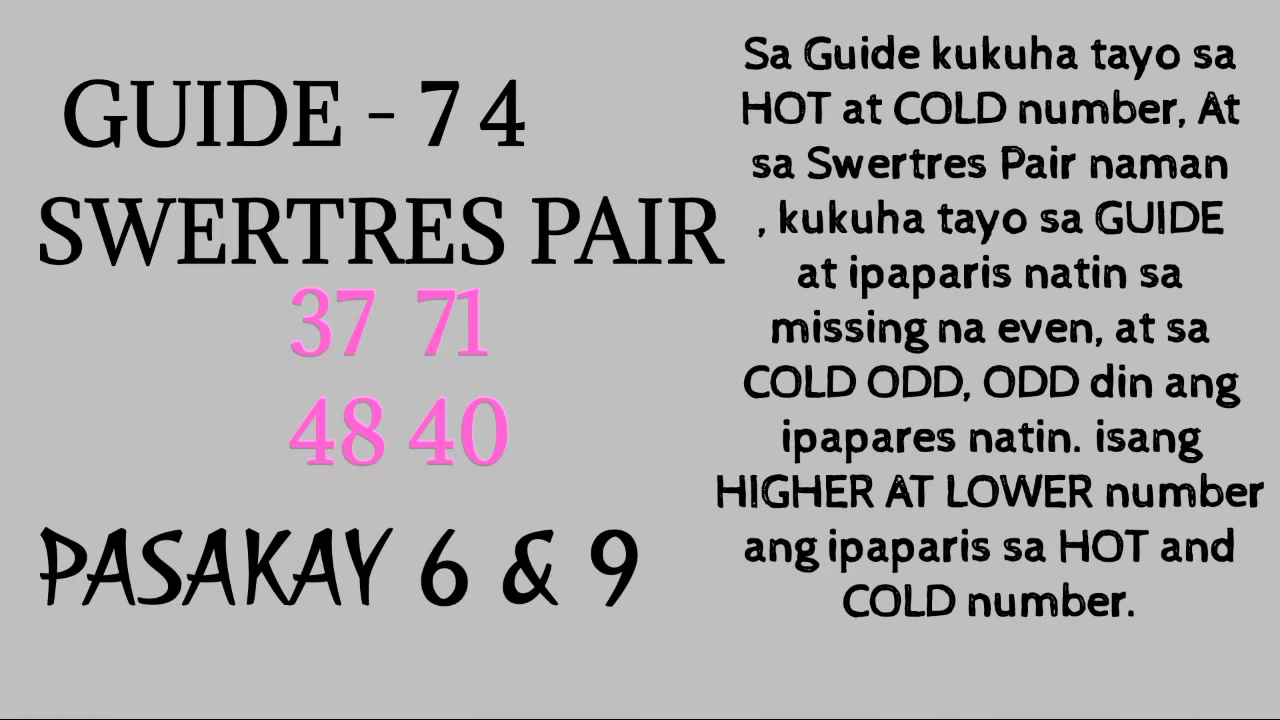 GUIDE - 7 4
SWERTRES PAIR
37 71
48 40
PASAKAY 6 & 9
Sa Guide kukuha tayo sa
HOT at COLD number, At
sa Swertres Pair naman
, kukuha tayo sa GUIDE
at ipaparis natin sa
missing na even, at sa
COLD ODD, ODD din ang
ipapares natin. isang
HIGHER AT LOWER number
ang ipaparis sa HOT and
COLD number.